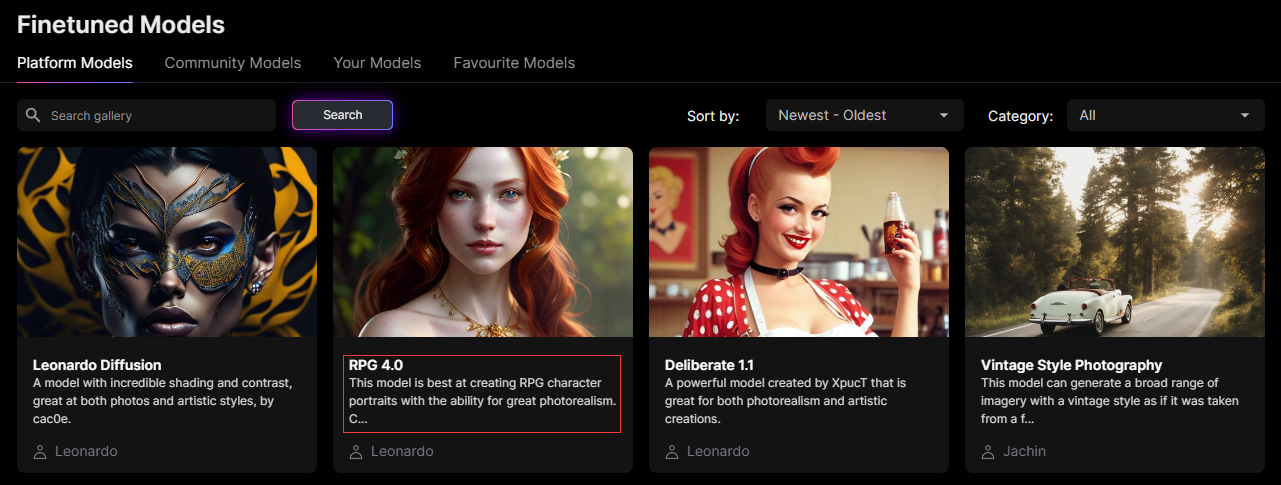 Finetuned Models
Platform Models Community Models Your Models Favourite Models
Search gallery Search Sort by: Newest - Oldest Category: All
Leonardo Diffusion
A model with incredible shading and contrast,
great at both photos and artistic styles, by
cac0e.
Leonardo
RPG 4.0
This model is best at creating RPG character
portraits with the ability for great photorealism.
C...
Leonardo
Deliberate 1.1
A powerful model created by XpucT that is
great for both photorealism and artistic
creations.
Leonardo
Vintage Style Photography
This model can generate a broad range of
imagery with a vintage style as if it was taken
from a f...
Jachin